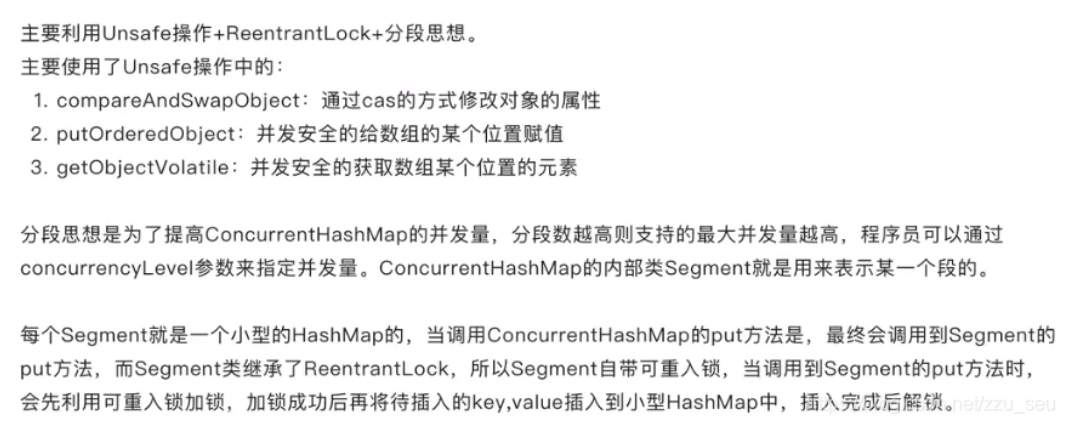 主要利用Unsafe操作+ReentrantLock+分段思想。
主要使用了Unsafe操作中的：
1. compareAndSwapObject：通过cas的方式修改对象的属性
2. putOrderedObject：并发安全的给数组的某个位置赋值
3. getObjectVolatile：并发安全的获取数组某个位置的元素
分段思想是为了提高ConcurrentHashMap的并发量，分段数越高则支持的最大并发量越高，程序员可以通过
concurrencyLevel参数来指定并发量。ConcurrentHashMap的内部类Segment就是用来表示某一个段的。
每个Segment就是一个小型的HashMap的，当调用ConcurrentHashMap的put方法是，最终会调用到Segment的
put方法，而Segment类继承了ReentrantLock，所以Segment自带可重入锁，当调用到Segment的put方法时，
会先利用可重入锁加锁，加锁成功后再将待插入的key,value插入到小型HashMap中，插入完成后解锁。
net/zzu_seu